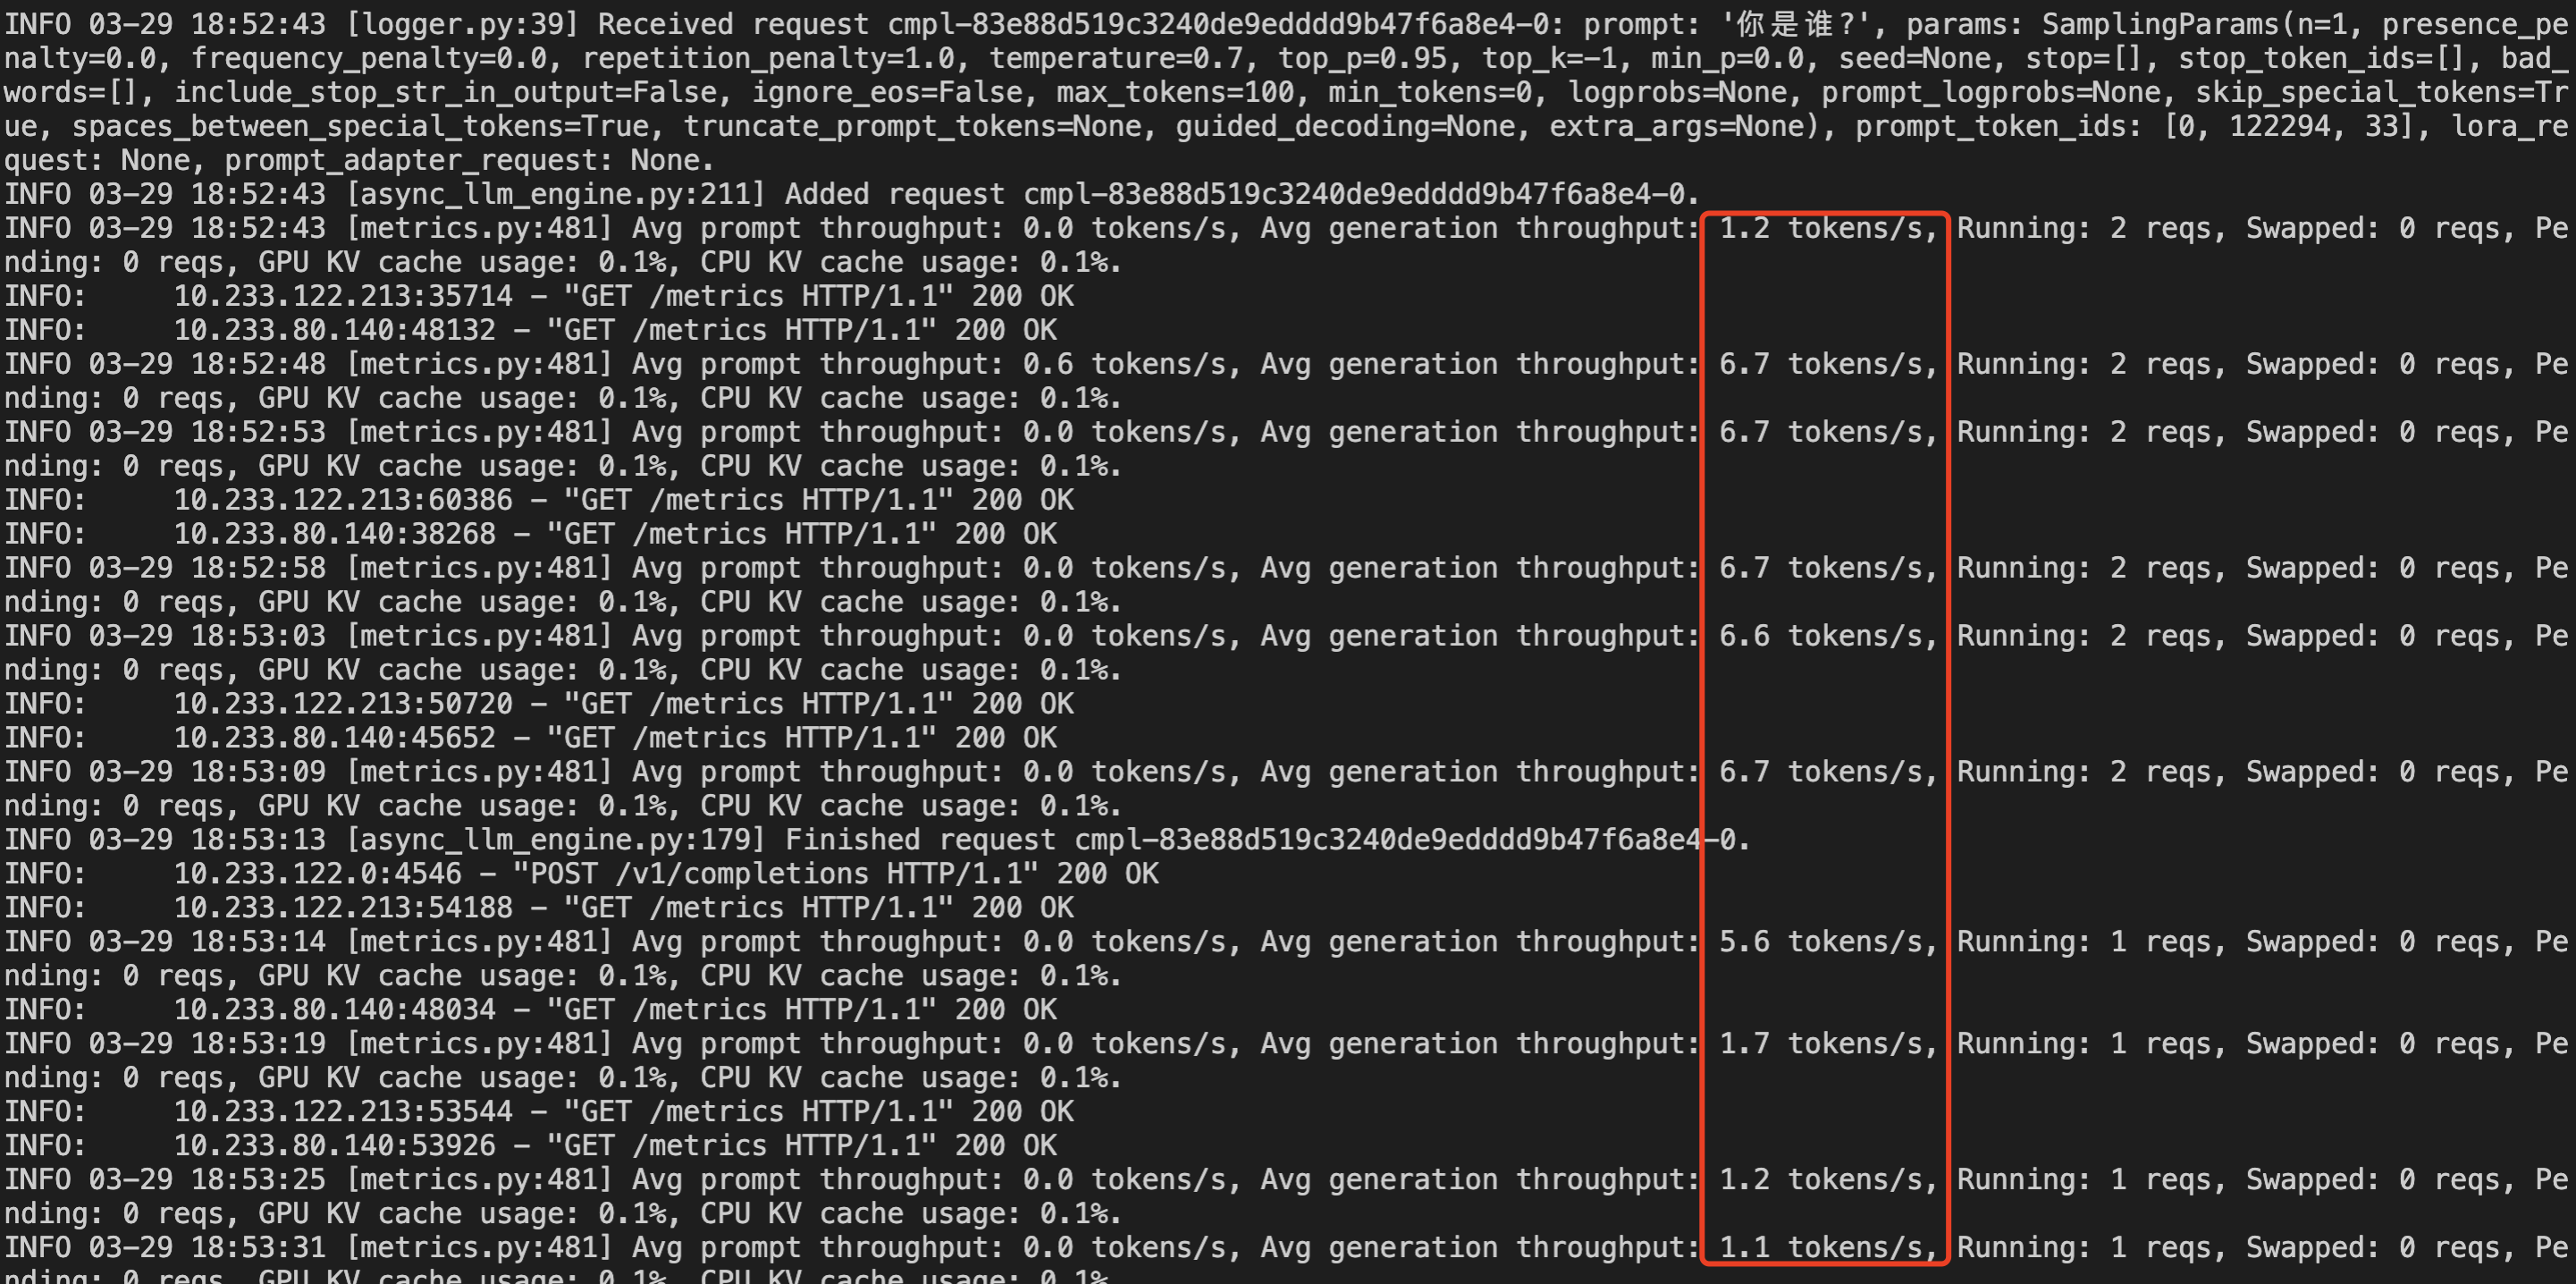 INFO 03-29 18:52:43 [logger.py:39] Received request cmpl-83e88d519c3240de9edddd9b47f6a8e4-0: prompt: '你是谁?', params: SamplingParams(n=1, presence_pe
nalty=0.0, frequency_penalty=0.0, repetition_penalty=1.0, temperature=0.7, top_p=0.95, top_k=-1, min_p=0.0, seed=None, stop=[], stop_token_ids=[], bad_
words=[], include_stop_str_in_output=False, ignore_eos=False, max_tokens=100, min_tokens=0, logprobs=None, prompt_logprobs=None, skip_special_tokens=Tr
ue, spaces_between_special_tokens=True, truncate_prompt_tokens=None, guided_decoding=None, extra_args=None), prompt_token_ids: [0, 122294, 33], lora_re
quest: None, prompt_adapter_request: None.
INFO 03-29 18:52:43 [async_llm_engine.py:211] Added request cmpl-83e88d519c3240de9edddd9b47f6a8e4-0.
INFO 03-29 18:52:43 [metrics.py:481] Avg prompt throughput: 0.0 tokens/s, Avg generation throughput: 1.2 tokens/s, Running: 2 reqs, Swapped: 0 reqs, Pe
nding: 0 reqs, GPU KV cache usage: 0.1%, CPU KV cache usage: 0.1%.
INFO:     10.233.122.213:35714 - "GET /metrics HTTP/1.1" 200 OK
INFO:     10.233.80.140:48132 - "GET /metrics HTTP/1.1" 200 OK
INFO 03-29 18:52:48 [metrics.py:481] Avg prompt throughput: 0.6 tokens/s, Avg generation throughput: 6.7 tokens/s, Running: 2 reqs, Swapped: 0 reqs, Pe
nding: 0 reqs, GPU KV cache usage: 0.1%, CPU KV cache usage: 0.1%.
INFO 03-29 18:52:53 [metrics.py:481] Avg prompt throughput: 0.0 tokens/s, Avg generation throughput: 6.7 tokens/s, Running: 2 reqs, Swapped: 0 reqs, Pe
nding: 0 reqs, GPU KV cache usage: 0.1%, CPU KV cache usage: 0.1%.
INFO:     10.233.122.213:60386 - "GET /metrics HTTP/1.1" 200 OK
INFO:     10.233.80.140:38268 - "GET /metrics HTTP/1.1" 200 OK
INFO 03-29 18:52:58 [metrics.py:481] Avg prompt throughput: 0.0 tokens/s, Avg generation throughput: 6.7 tokens/s, Running: 2 reqs, Swapped: 0 reqs, Pe
nding: 0 reqs, GPU KV cache usage: 0.1%, CPU KV cache usage: 0.1%.
INFO 03-29 18:53:03 [metrics.py:481] Avg prompt throughput: 0.0 tokens/s, Avg generation throughput: 6.6 tokens/s, Running: 2 reqs, Swapped: 0 reqs, Pe
nding: 0 reqs, GPU KV cache usage: 0.1%, CPU KV cache usage: 0.1%.
INFO:     10.233.122.213:50720 - "GET /metrics HTTP/1.1" 200 OK
INFO:     10.233.80.140:45652 - "GET /metrics HTTP/1.1" 200 OK
INFO 03-29 18:53:09 [metrics.py:481] Avg prompt throughput: 0.0 tokens/s, Avg generation throughput: 6.7 tokens/s, Running: 2 reqs, Swapped: 0 reqs, Pe
nding: 0 reqs, GPU KV cache usage: 0.1%, CPU KV cache usage: 0.1%.
INFO 03-29 18:53:13 [async_llm_engine.py:179] Finished request cmpl-83e88d519c3240de9edddd9b47f6a8e4-0.
INFO:     10.233.122.0:4546 - "POST /v1/completions HTTP/1.1" 200 OK
INFO:     10.233.122.213:54188 - "GET /metrics HTTP/1.1" 200 OK
INFO 03-29 18:53:14 [metrics.py:481] Avg prompt throughput: 0.0 tokens/s, Avg generation throughput: 5.6 tokens/s, Running: 1 reqs, Swapped: 0 reqs, Pe
nding: 0 reqs, GPU KV cache usage: 0.1%, CPU KV cache usage: 0.1%.
INFO:     10.233.80.140:48034 - "GET /metrics HTTP/1.1" 200 OK
INFO 03-29 18:53:19 [metrics.py:481] Avg prompt throughput: 0.0 tokens/s, Avg generation throughput: 1.7 tokens/s, Running: 1 reqs, Swapped: 0 reqs, Pe
nding: 0 reqs, GPU KV cache usage: 0.1%, CPU KV cache usage: 0.1%.
INFO:     10.233.122.213:53544 - "GET /metrics HTTP/1.1" 200 OK
INFO:     10.233.80.140:53926 - "GET /metrics HTTP/1.1" 200 OK
INFO 03-29 18:53:25 [metrics.py:481] Avg prompt throughput: 0.0 tokens/s, Avg generation throughput: 1.2 tokens/s, Running: 1 reqs, Swapped: 0 reqs, Pe
nding: 0 reqs, GPU KV cache usage: 0.1%, CPU KV cache usage: 0.1%.
INFO 03-29 18:53:31 [metrics.py:481] Avg prompt throughput: 0.0 tokens/s, Avg generation throughput: 1.1 tokens/s, Running: 1 reqs, Swapped: 0 reqs, Pe
nding: 0 reqs, GPU KV cache usage: 0.1%, CPU KV cache usage: 0.1%